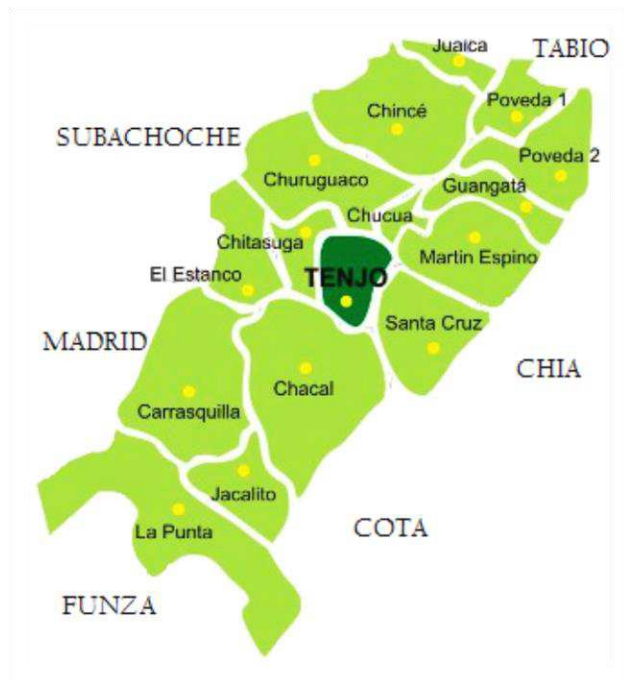 Juaica
TABIO
Poveda 1
Chincé
SUBACHOCHE
Poveda 2
Churuguaco
Guangatá
Chucua
Chitasuga
Martin Espino
El Estanco
TENJO
Santa Cruz
MADRID
CHIA
Chacal
Carrasquilla
Jacalito
COTA
La Punta
FUNZA